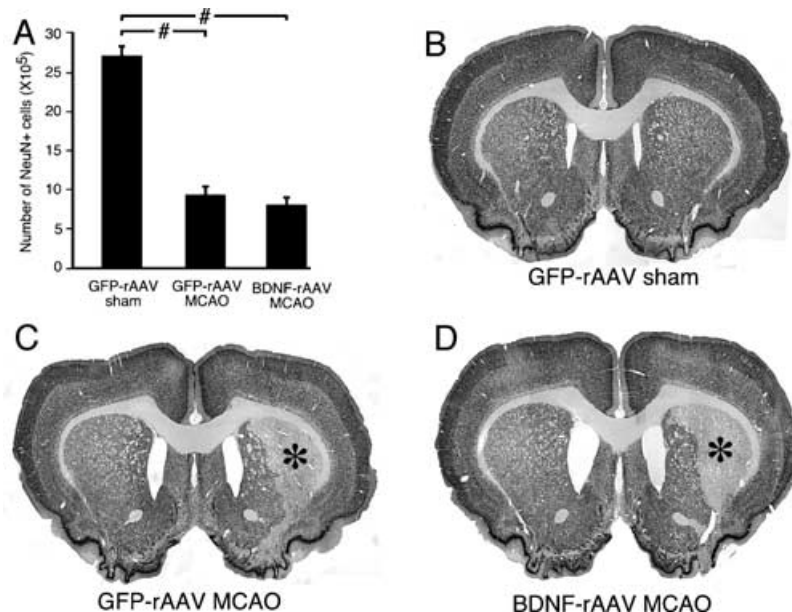 A
#
#
Number of NeuN+ cells (X10⁵)
30
25
20
15
10
5
0
GFP-rAAV
sham
GFP-rAAV
MCAO
BDNF-rAAV
MCAO
B
GFP-rAAV sham
C
*
GFP-rAAV MCAO
D
*
BDNF-rAAV MCAO